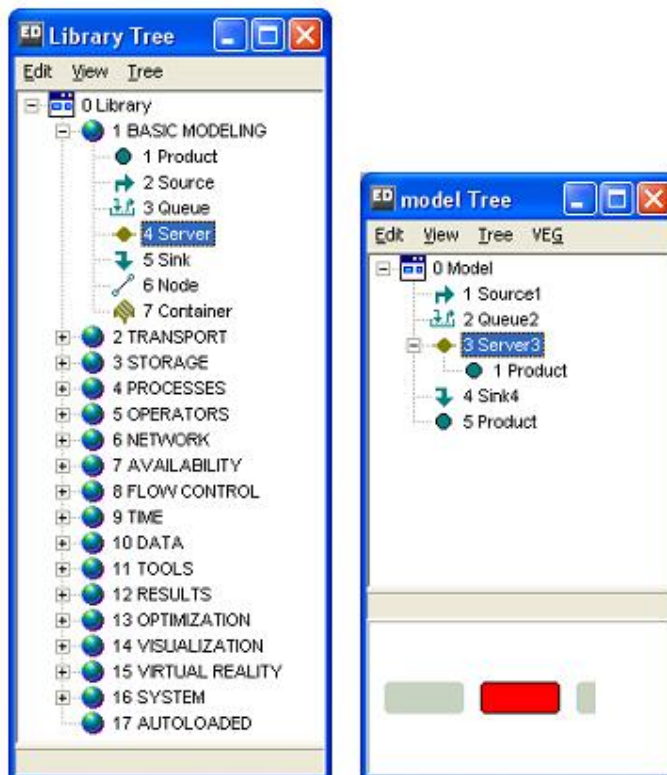 ED Library Tree
Edit View Tree
0 Library
1 BASIC MODELING
1 Product
2 Source
3 Queue
4 Server
5 Sink
6 Node
7 Container
2 TRANSPORT
3 STORAGE
4 PROCESSES
5 OPERATORS
6 NETWORK
7 AVAILABILITY
8 FLOW CONTROL
9 TIME
10 DATA
11 TOOLS
12 RESULTS
13 OPTIMIZATION
14 VISUALIZATION
15 VIRTUAL REALITY
16 SYSTEM
17 AUTOLOADED
ED model Tree
Edit View Tree VEG
0 Model
1 Source1
2 Queue2
3 Server3
1 Product
4 Sink4
5 Product